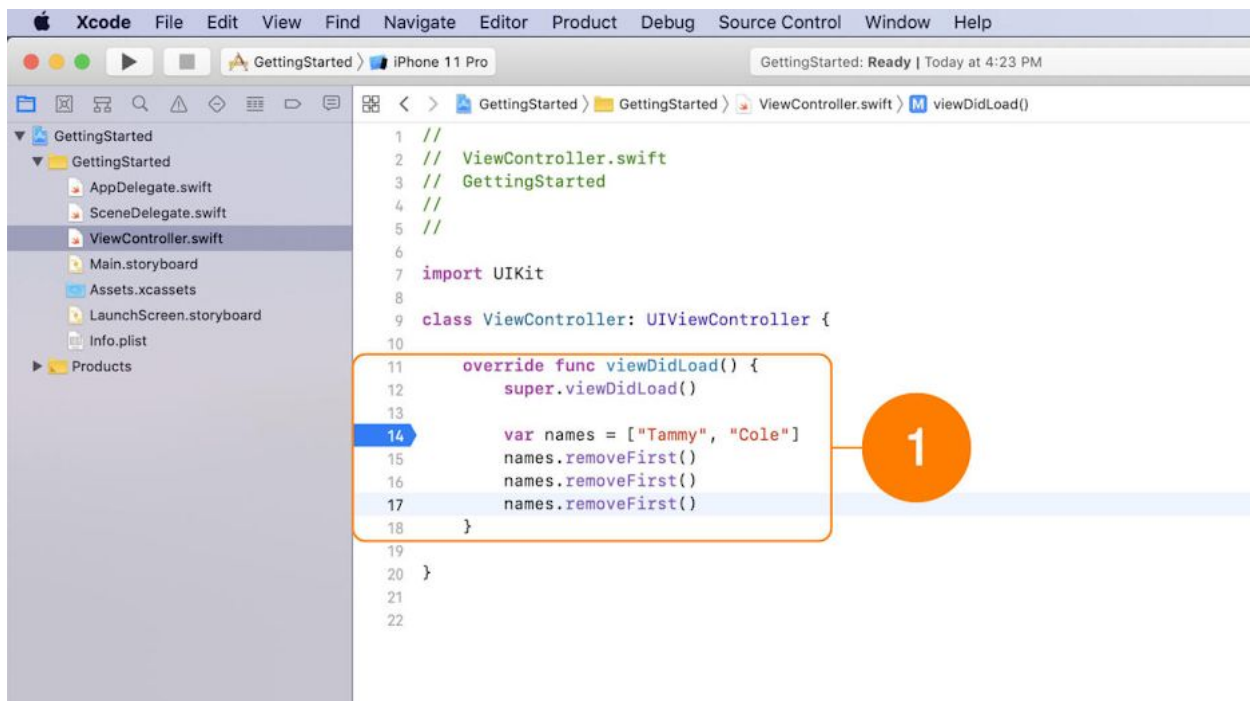 Xcode File Edit View Find Navigate Editor Product Debug Source Control Window Help
GettingStarted 〉 iPhone 11 Pro
GettingStarted: Ready | Today at 4:23 PM
GettingStarted 〉 GettingStarted 〉 ViewController.swift 〉 M viewDidLoad()
GettingStarted
GettingStarted
AppDelegate.swift
SceneDelegate.swift
ViewController.swift
Main.storyboard
Assets.xcassets
LaunchScreen.storyboard
Info.plist
Products
1 //
2 // ViewController.swift
3 // GettingStarted
4 //
5 //
6
7 import UIKit
8
9 class ViewController: UIViewController {
10
11 override func viewDidLoad() {
12 super.viewDidLoad()
13
14 var names = ["Tammy", "Cole"]
15 names.removeFirst()
16 names.removeFirst()
17 names.removeFirst()
18 }
19
20 }
21
22
1